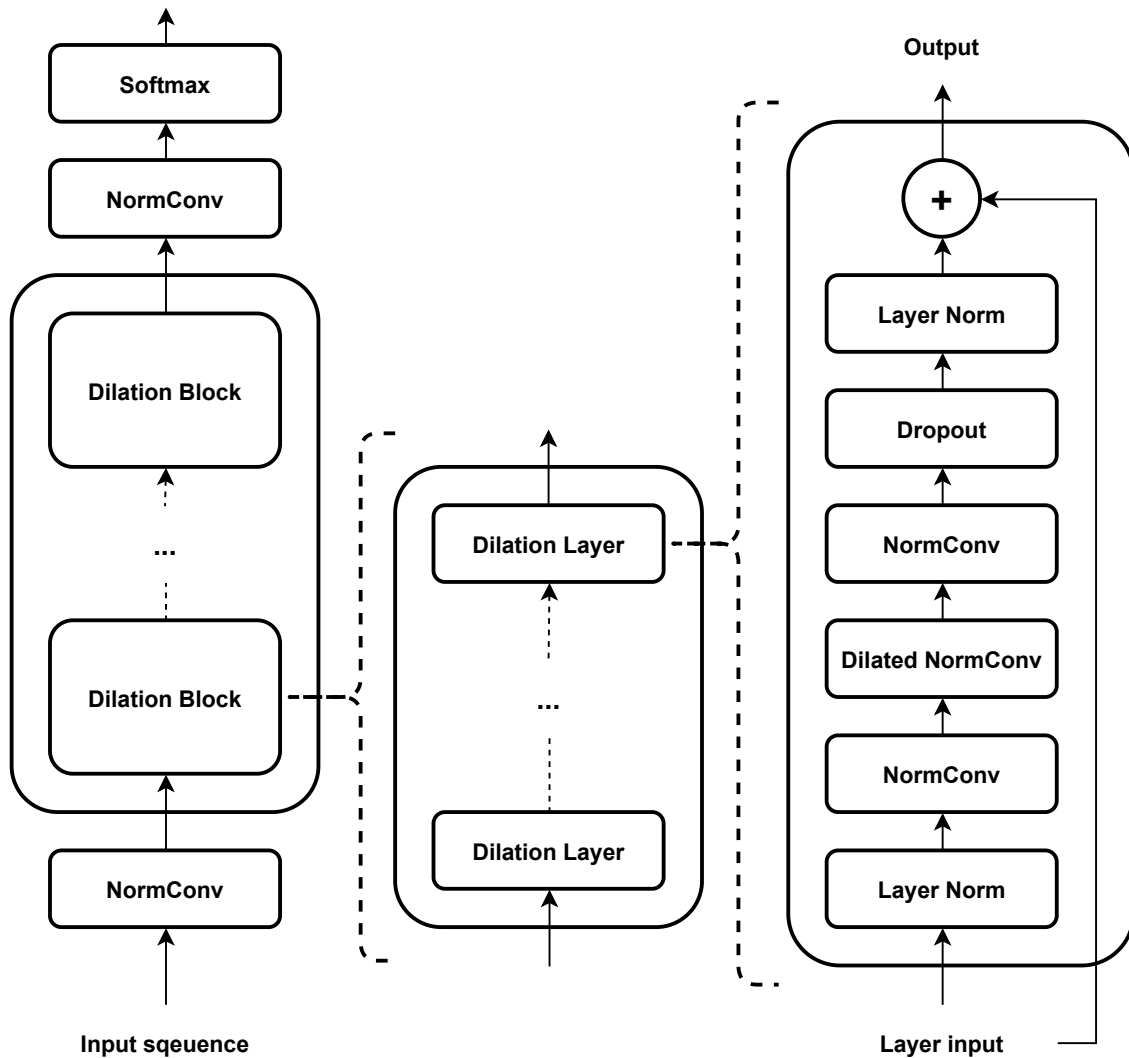 Softmax
NormConv
Dilation Block
...
Dilation Block
NormConv
Input sqeuence
Dilation Layer
...
Dilation Layer
Output
+
Layer Norm
Dropout
NormConv
Dilated NormConv
NormConv
Layer Norm
Layer input